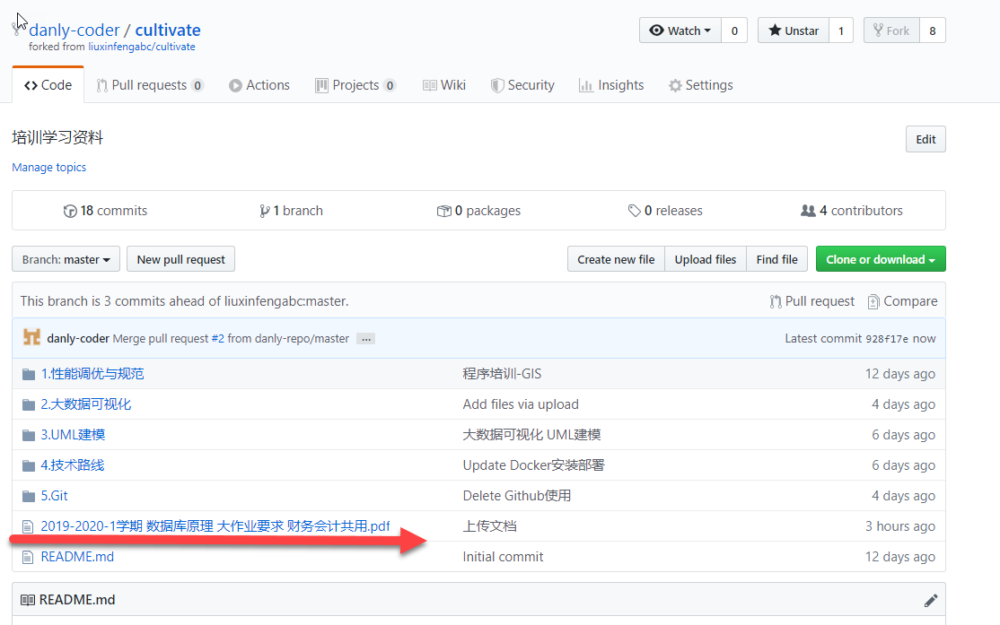 danly-coder / cultivate
forked from liuxinfengabc/cultivate
Watch 0 Unstar 1 Fork 8
Code Pull requests 0 Actions Projects 0 Wiki Security Insights Settings
培训学习资料 Edit
Manage topics
18 commits 1 branch 0 packages 0 releases 4 contributors
Branch: master New pull request Create new file Upload files Find file Clone or download
This branch is 3 commits ahead of liuxinfengabc:master. Pull request Compare
danly-coder Merge pull request #2 from danly-repo/master ... Latest commit 928f17e now
1.性能调优与规范 程序培训-GIS 12 days ago
2.大数据可视化 Add files via upload 4 days ago
3.UML建模 大数据可视化 UML建模 6 days ago
4.技术路线 Update Docker安装部署 6 days ago
5.Git Delete Github使用 4 days ago
2019-2020-1学期 数据库原理 大作业要求 财务会计共用.pdf 上传文档 3 hours ago
README.md Initial commit 12 days ago
README.md